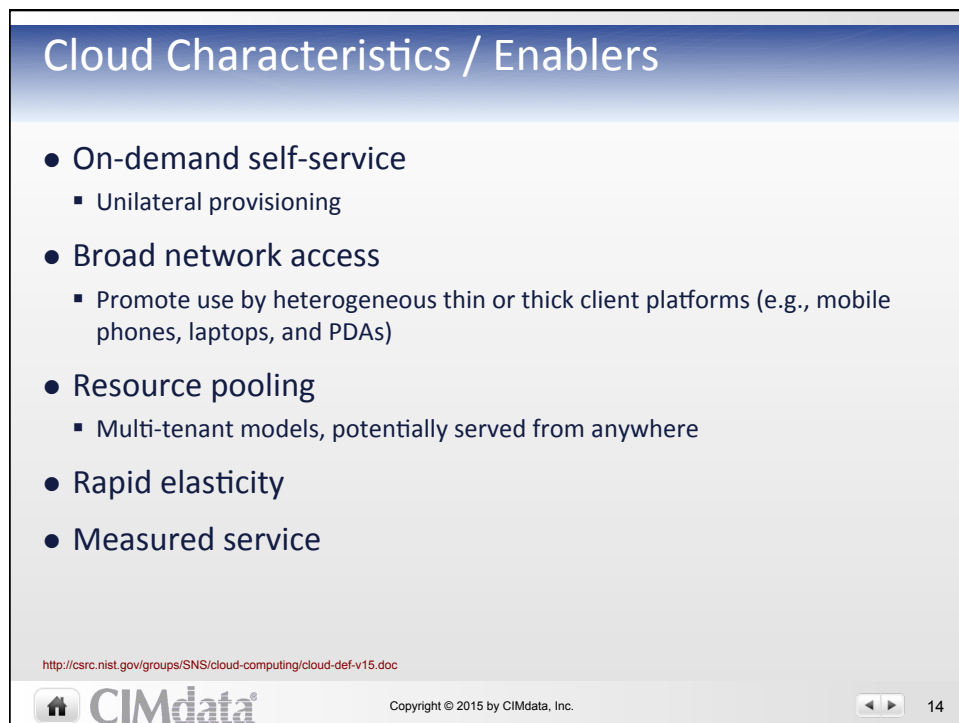 Cloud Characteristics / Enablers
● On-demand self-service
▪ Unilateral provisioning
● Broad network access
▪ Promote use by heterogeneous thin or thick client platforms (e.g., mobile
phones, laptops, and PDAs)
● Resource pooling
▪ Multi-tenant models, potentially served from anywhere
● Rapid elasticity
● Measured service
http://csrc.nist.gov/groups/SNS/cloud-computing/cloud-def-v15.doc
CIMdata® Copyright © 2015 by CIMdata, Inc. 14